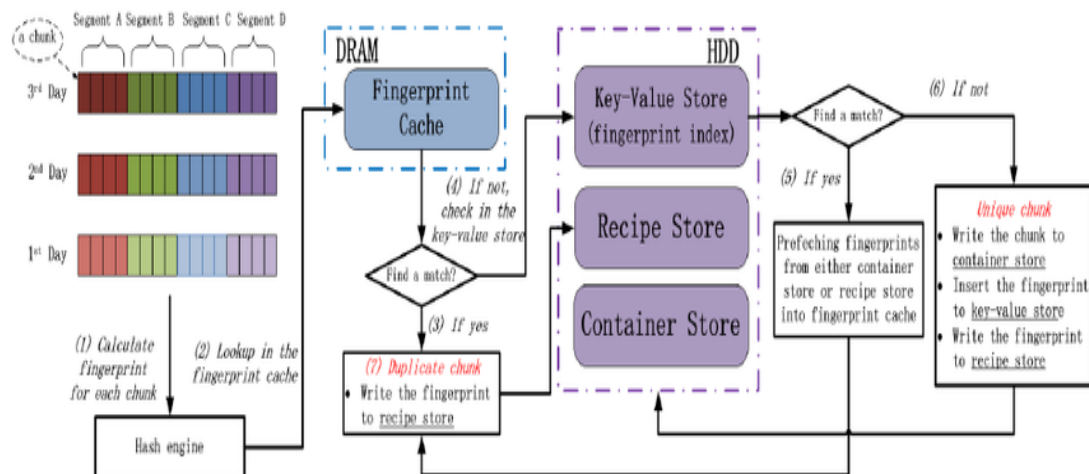 Segment A Segment B Segment C Segment D
a chunk
3rd Day
2nd Day
1st Day
(1) Calculate
fingerprint
for each chunk
(2) Lookup in the
fingerprint cache
Hash engine
DRAM
Fingerprint
Cache
(4) If not,
check in the
key-value store
Find a match?
(3) If yes
(7) Duplicate chunk
• Write the fingerprint
to recipe store
HDD
Key-Value Store
(fingerprint index)
Recipe Store
Container Store
Find a match?
(6) If not
(5) If yes
Prefeching fingerprints
from either container
store or recipe store
into fingerprint cache
Unique chunk
• Write the chunk to
container store
• Insert the fingerprint
to key-value store
• Write the fingerprint
to recipe store